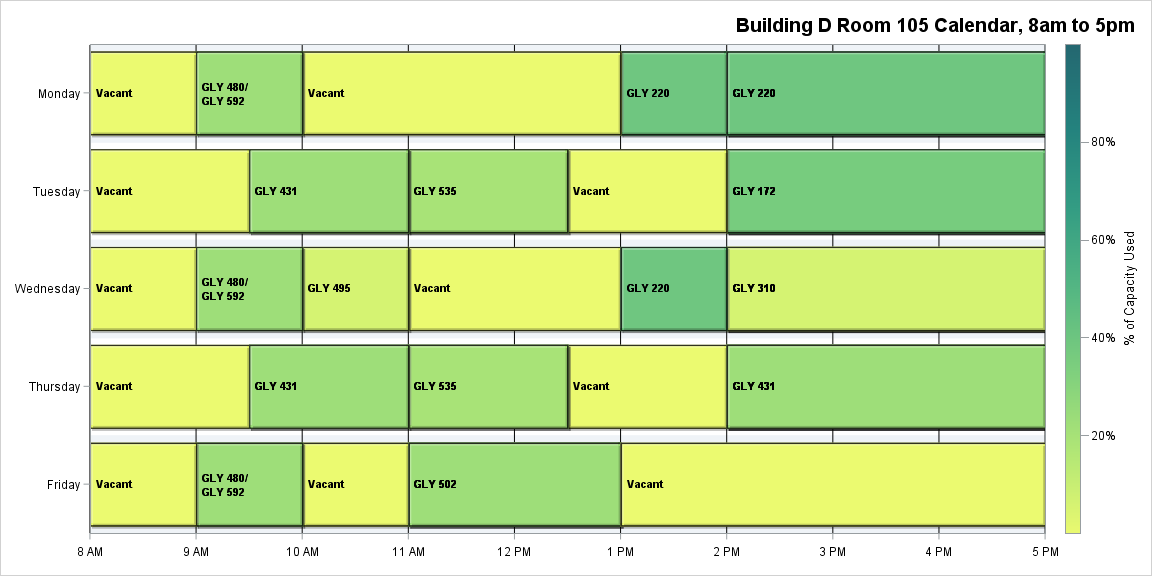 Building D Room 105 Calendar, 8am to 5pm
Monday
Vacant
GLY 480/
GLY 592
Vacant
GLY 220
GLY 220
Tuesday
Vacant
GLY 431
GLY 535
Vacant
GLY 172
Wednesday
Vacant
GLY 480/
GLY 592
GLY 495
Vacant
GLY 220
GLY 310
Thursday
Vacant
GLY 431
GLY 535
Vacant
GLY 431
Friday
Vacant
GLY 480/
GLY 592
Vacant
GLY 502
Vacant
8 AM
9 AM
10 AM
11 AM
12 PM
1 PM
2 PM
3 PM
4 PM
5 PM
80%
60%
40%
20%
% of Capacity Used